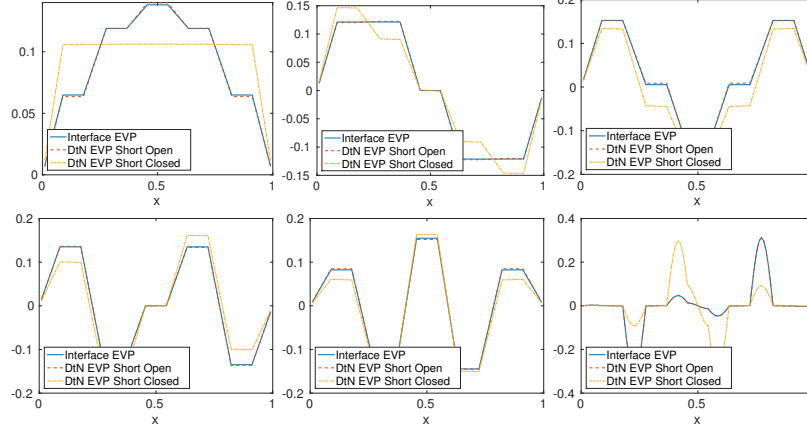 0.1
0.05
0
0
0.5
1
x
Interface EVP
DtN EVP Short Open
DtN EVP Short Closed
0.15
0.1
0.05
0
-0.05
-0.1
-0.15
0
0.5
1
x
Interface EVP
DtN EVP Short Open
DtN EVP Short Closed
0.2
0.1
0
-0.1
-0.2
0
0.5
x
Interface EVP
DtN EVP Short Open
DtN EVP Short Closed
0.2
0.1
0
-0.1
-0.2
0
0.5
1
x
Interface EVP
DtN EVP Short Open
DtN EVP Short Closed
0.2
0.1
0
-0.1
-0.2
0
0.5
1
x
Interface EVP
DtN EVP Short Open
DtN EVP Short Closed
0.4
0.2
0
-0.2
-0.4
0
0.5
x
Interface EVP
DtN EVP Short Open
DtN EVP Short Closed